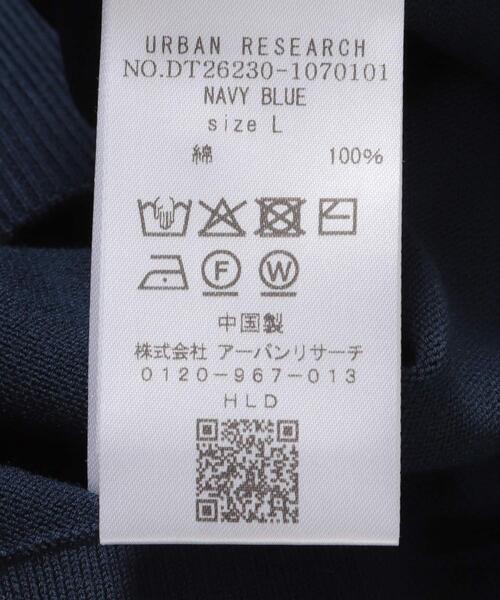 URBAN RESEARCH
NO.DT26230-1070101
NAVY BLUE
size L
綿 100%
F W
中国製
株式会社 アーバンリサーチ
0120-967-013
HLD